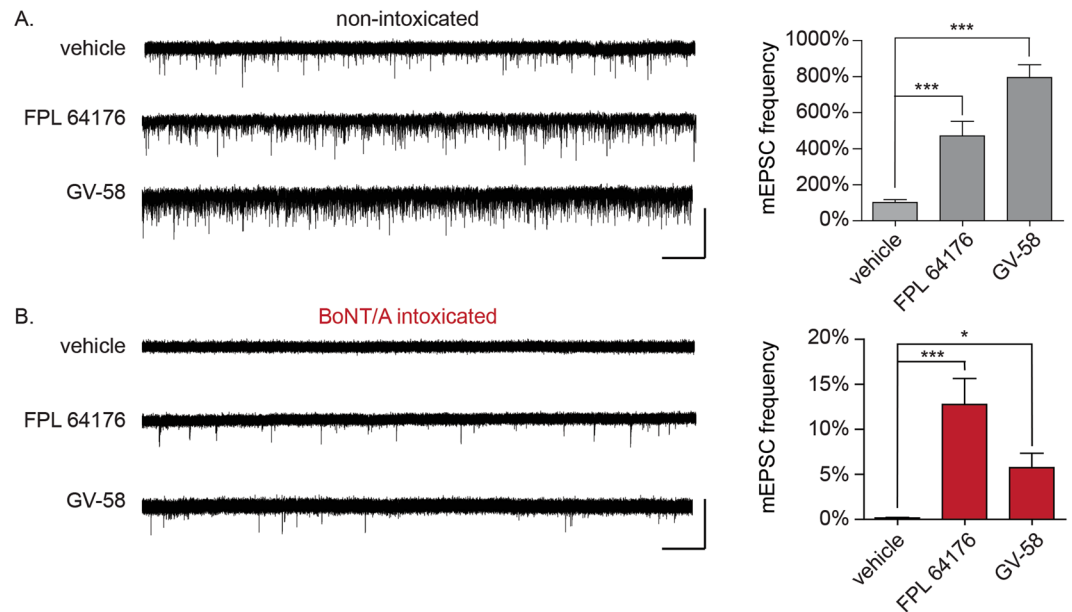 A.
non-intoxicated
vehicle
FPL 64176
GV-58
mEPSC frequency
1000%
800%
600%
400%
200%
0%
***
***
vehicle
FPL 64176
GV-58
B.
BoNT/A intoxicated
vehicle
FPL 64176
GV-58
mEPSC frequency
20%
15%
10%
5%
0%
*
***
vehicle
FPL 64176
GV-58